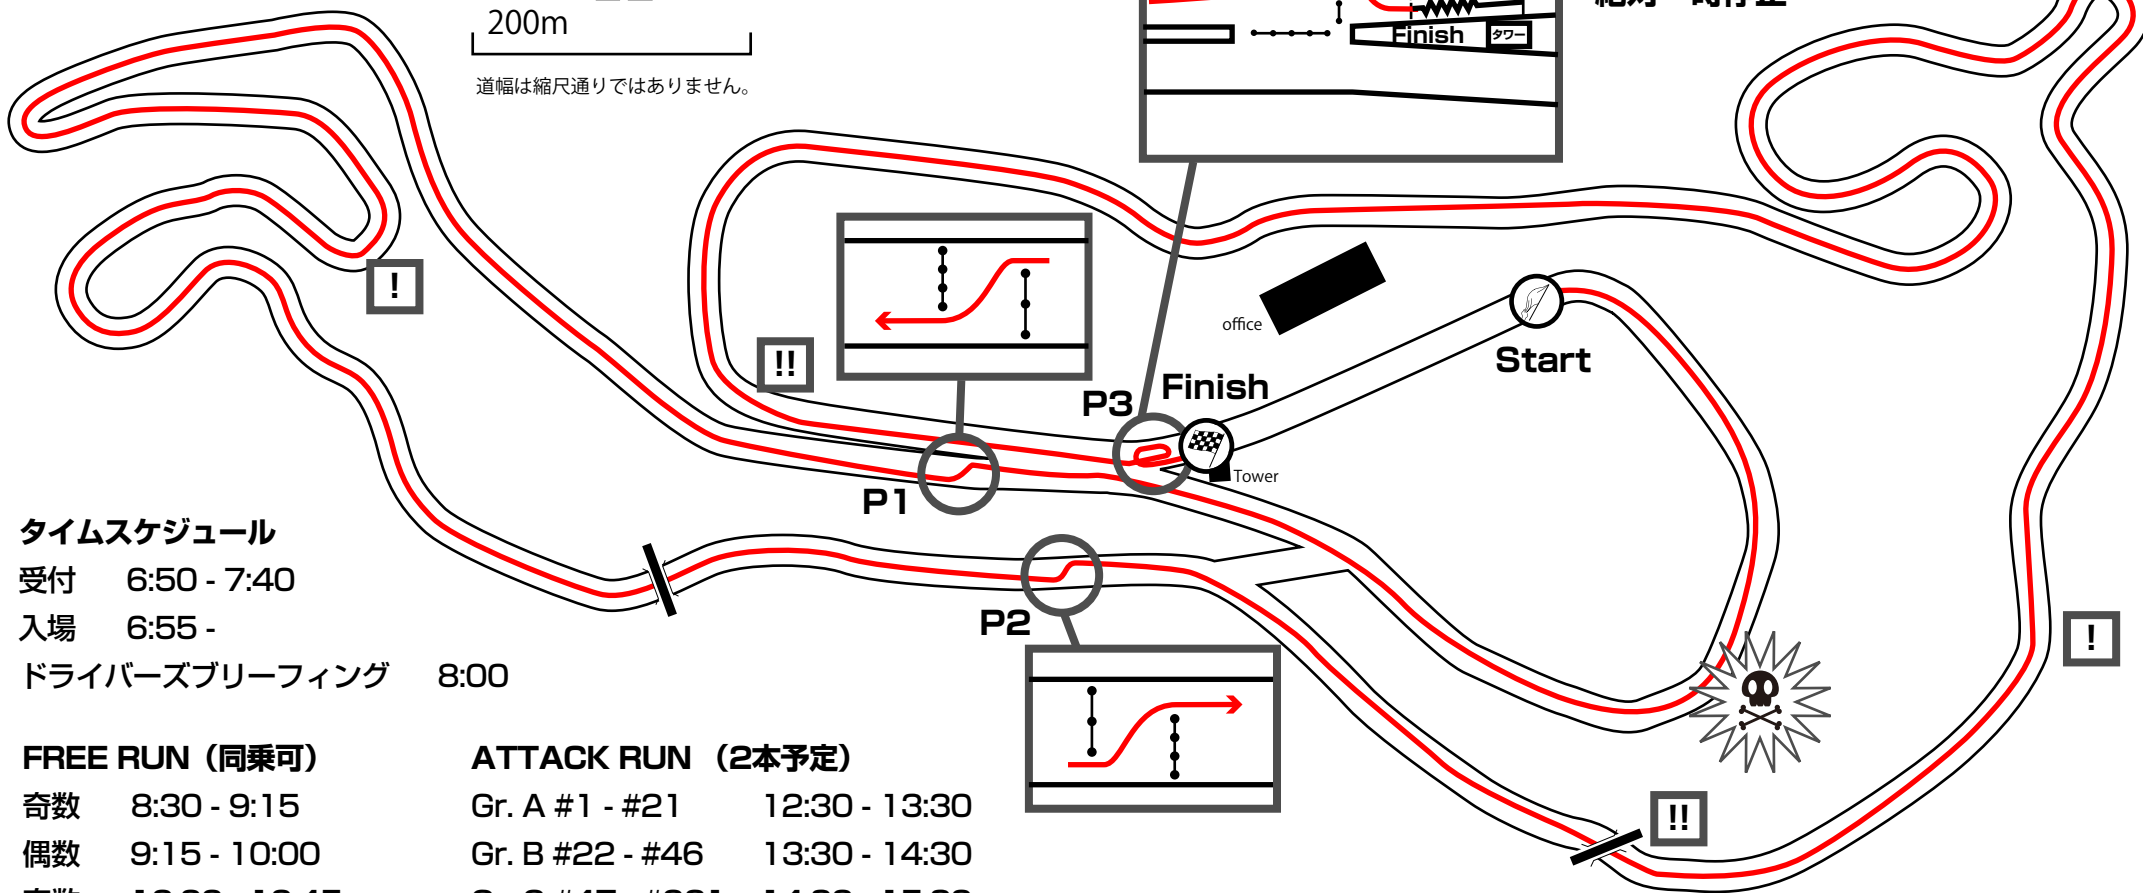 200m
道幅は縮尺通りではありません。
Finish
タワー
!
!!
office
Start
P3
Finish
Tower
P1
P2
!
!!
タイムスケジュール
受付 6:50 - 7:40
入場 6:55 -
ドライバーズブリーフィング 8:00
FREE RUN（同乗可）
奇数 8:30 - 9:15
偶数 9:15 - 10:00
ATTACK RUN （2本予定）
Gr. A #1 - #21 12:30 - 13:30
Gr. B #22 - #46 13:30 - 14:30